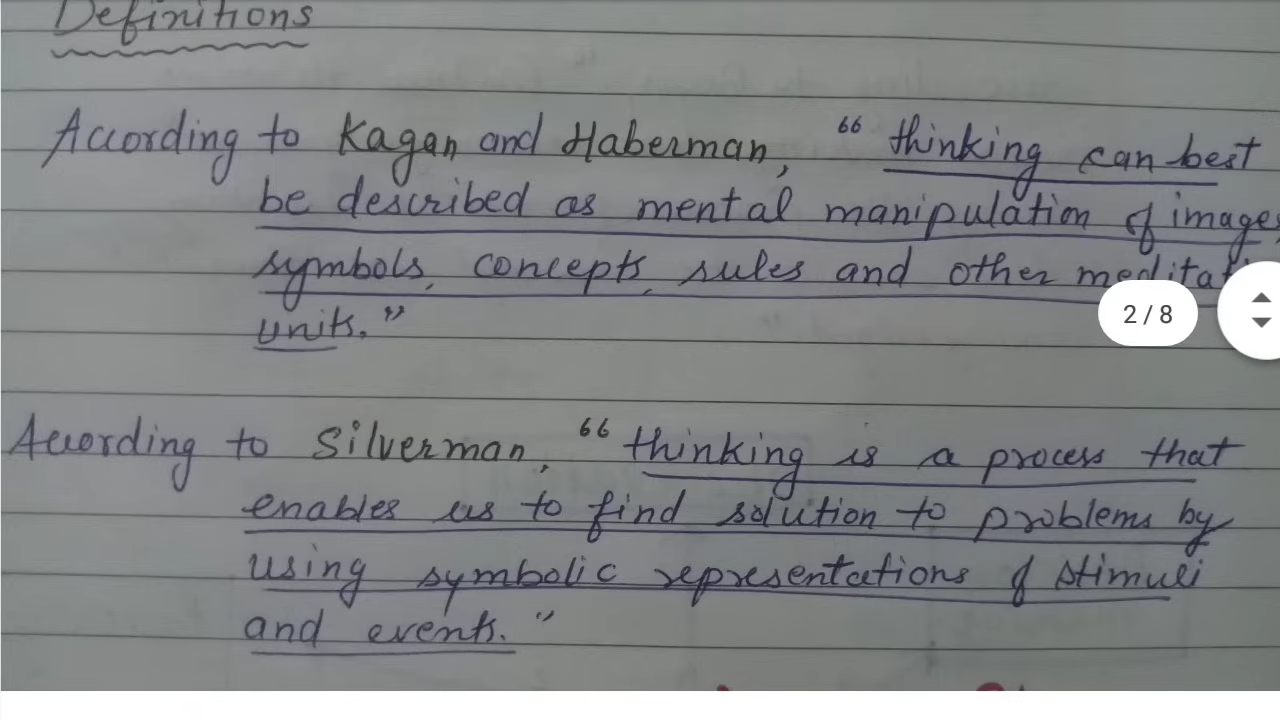 Definitions
According to Kagan and Haberman, "thinking can best
be described as mental manipulation of images,
symbols, concepts, rules and other
units."
2 / 8
According to Silverman, "thinking is a process that
enables us to find solution to problems by
using symbolic representations of stimuli
and events."